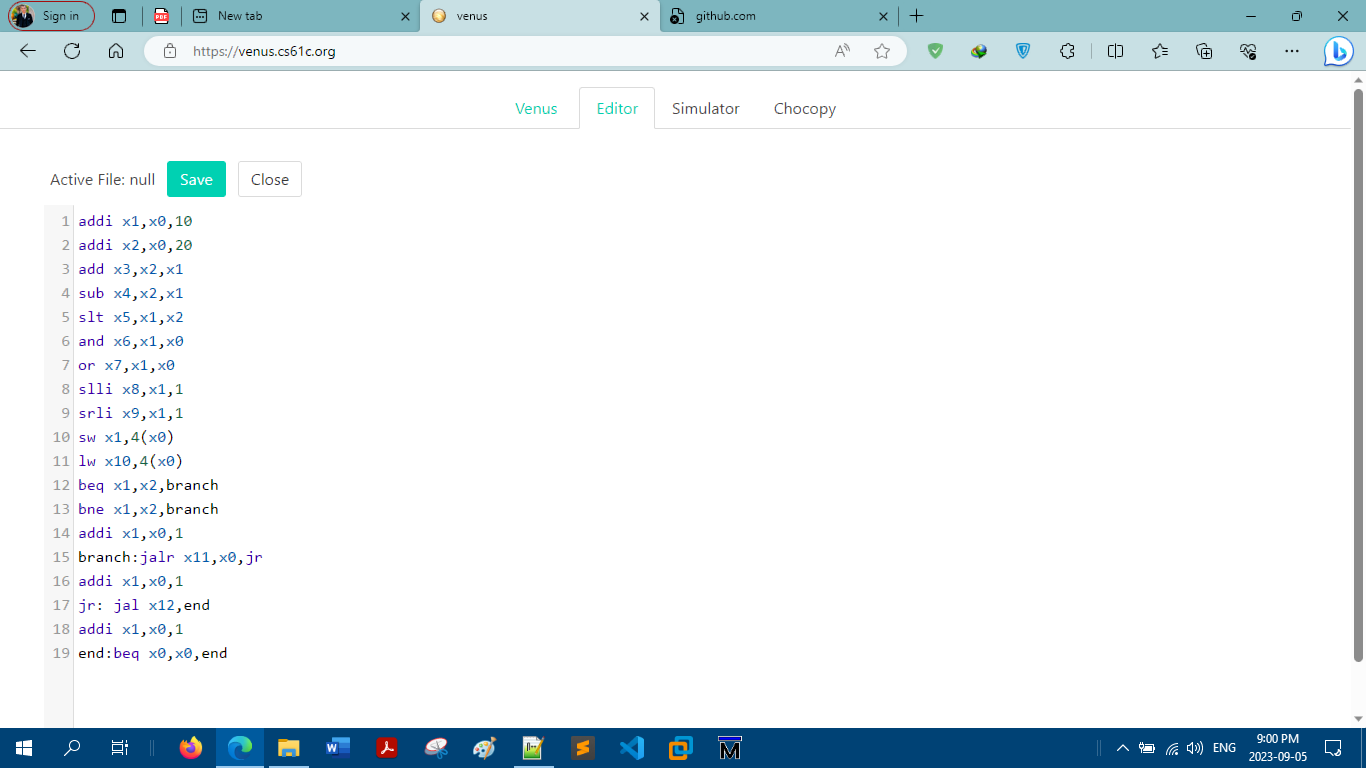 Sign in
New tab
venus
github.com
https://venus.cs61c.org
Venus Editor Simulator Chocopy
Active File: null Save Close
1 addi x1,x0,10
2 addi x2,x0,20
3 add x3,x2,x1
4 sub x4,x2,x1
5 slt x5,x1,x2
6 and x6,x1,x0
7 or x7,x1,x0
8 slli x8,x1,1
9 srli x9,x1,1
10 sw x1,4(x0)
11 lw x10,4(x0)
12 beq x1,x2,branch
13 bne x1,x2,branch
14 addi x1,x0,1
15 branch:jalr x11,x0,jr
16 addi x1,x0,1
17 jr: jal x12,end
18 addi x1,x0,1
19 end:beq x0,x0,end
ENG
9:00 PM
2023-09-05